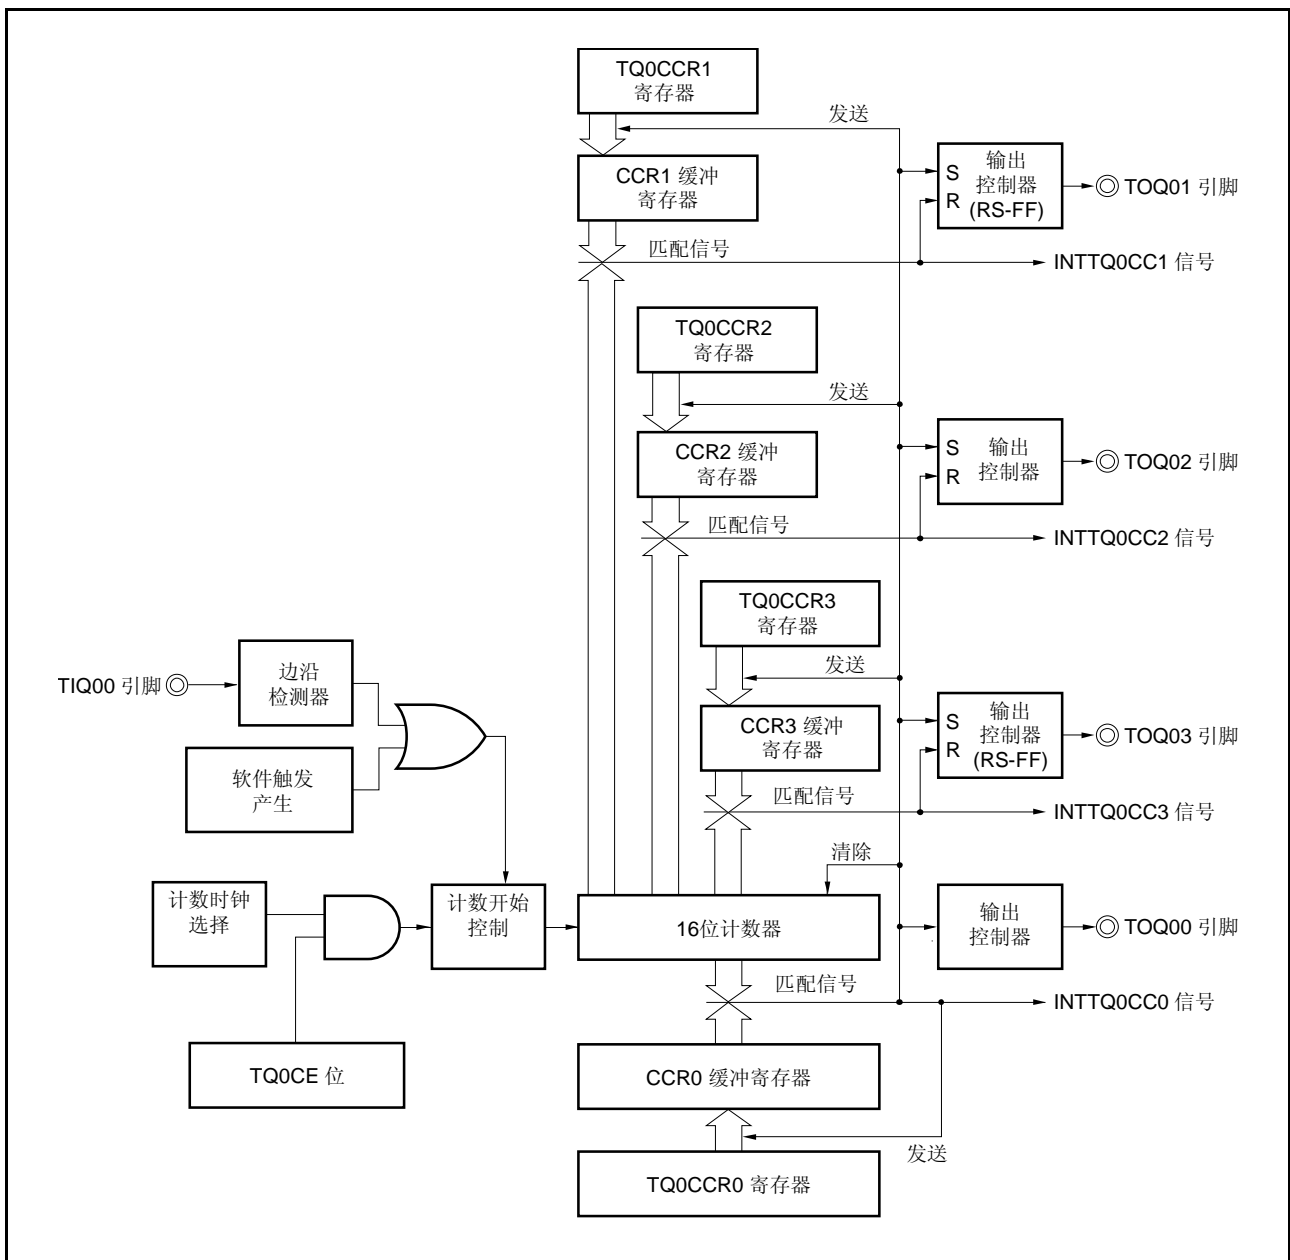 TQ0CCR1
寄存器
发送
CCR1 缓冲
寄存器
S
R
输出
控制器
(RS-FF)
TOQ01 引脚
匹配信号
INTTQ0CC1 信号
TQ0CCR2
寄存器
发送
CCR2 缓冲
寄存器
S
R
输出
控制器
TOQ02 引脚
匹配信号
INTTQ0CC2 信号
TQ0CCR3
寄存器
发送
TIQ00 引脚
边沿
检测器
CCR3 缓冲
寄存器
S
R
输出
控制器
(RS-FF)
TOQ03 引脚
软件触发
产生
匹配信号
INTTQ0CC3 信号
清除
计数时钟
选择
计数开始
控制
16位计数器
输出
控制器
TOQ00 引脚
匹配信号
INTTQ0CC0 信号
TQ0CE 位
CCR0 缓冲寄存器
发送
TQ0CCR0 寄存器